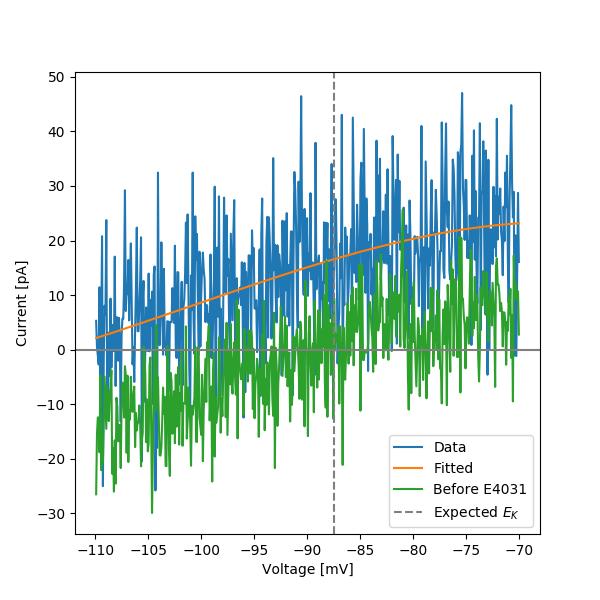 50
40
30
20
10
0
−10
−20
−30
Current [pA]
Data
Fitted
Before E4031
Expected E_K
−110 −105 −100 −95 −90 −85 −80 −75 −70
Voltage [mV]